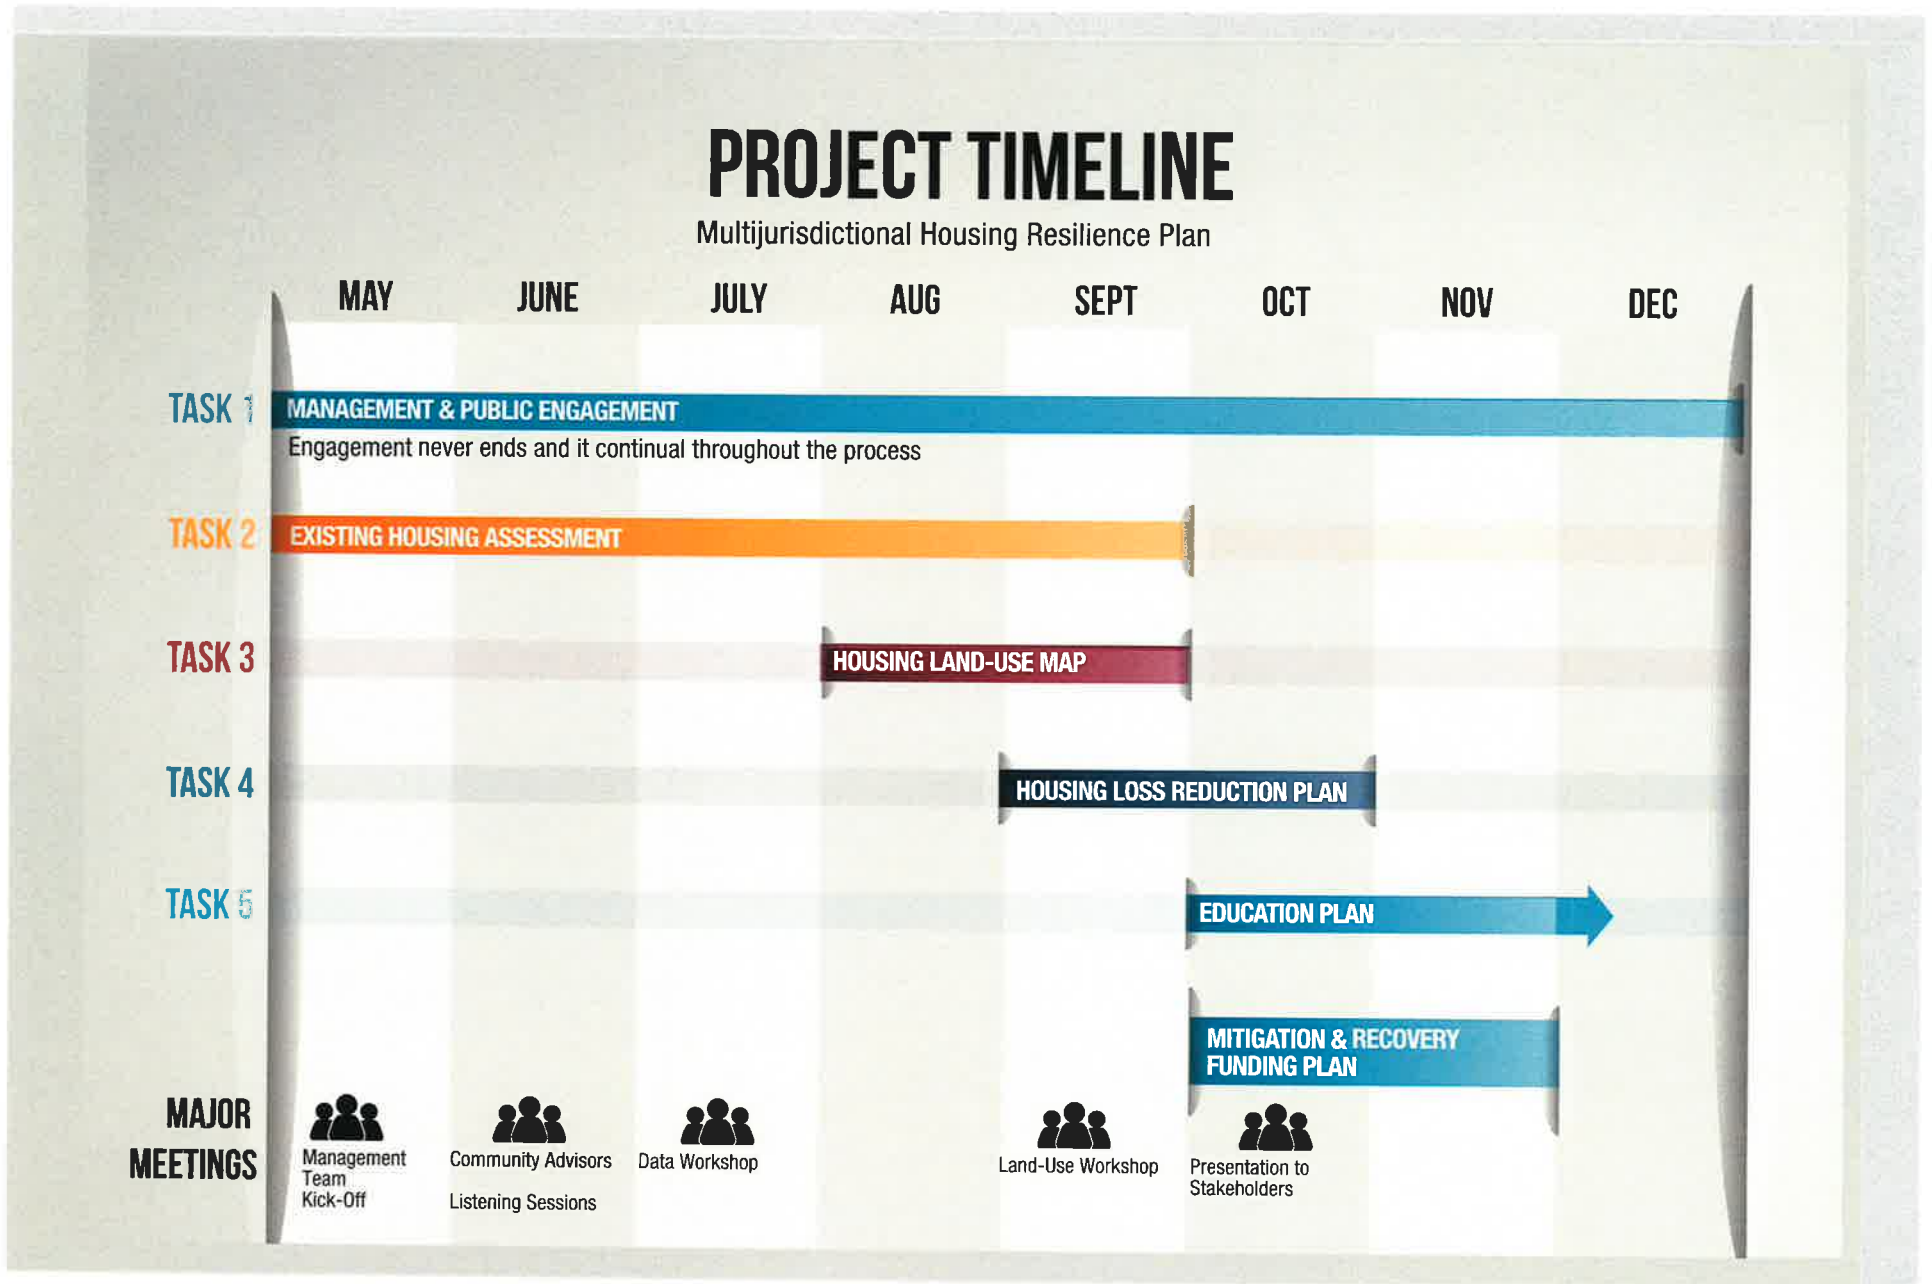 PROJECT TIMELINE
Multijurisdictional Housing Resilience Plan
MAY JUNE JULY AUG SEPT OCT NOV DEC
TASK 1 MANAGEMENT & PUBLIC ENGAGEMENT
Engagement never ends and it continual throughout the process
TASK 2 EXISTING HOUSING ASSESSMENT
TASK 3 HOUSING LAND-USE MAP
TASK 4 HOUSING LOSS REDUCTION PLAN
TASK 5 EDUCATION PLAN
MITIGATION & RECOVERY
FUNDING PLAN
MAJOR
MEETINGS
Management
Team
Kick-Off
Community Advisors
Listening Sessions
Data Workshop
Land-Use Workshop
Presentation to
Stakeholders